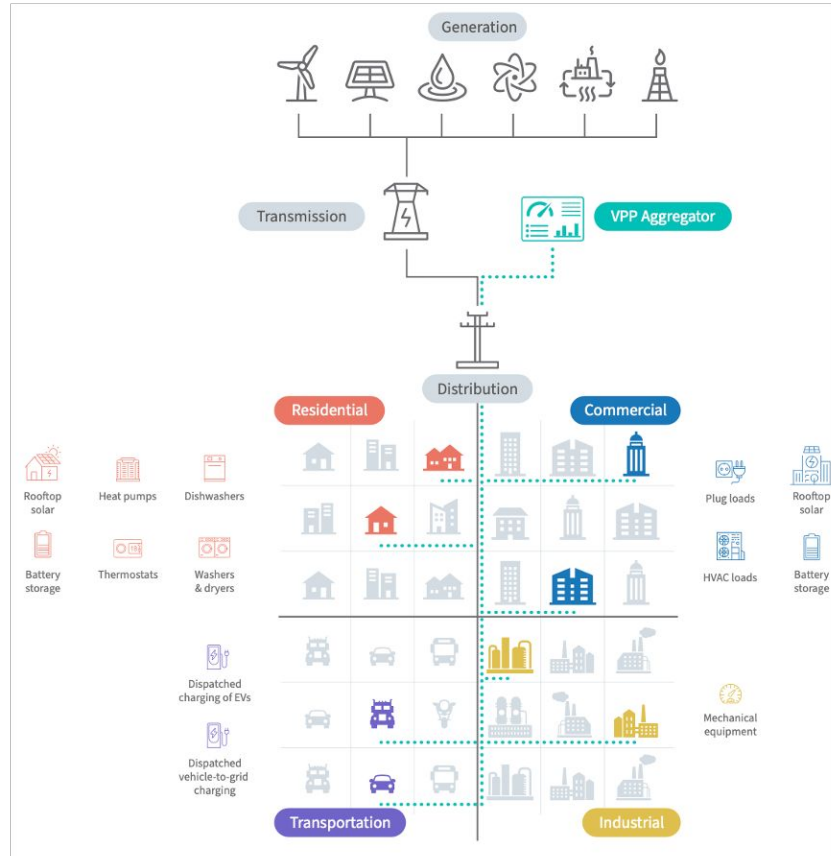 Generation
Transmission
VPP Aggregator
Distribution
Residential
Commercial
Rooftop
solar
Heat pumps
Dishwashers
Plug loads
Rooftop
solar
Battery
storage
Thermostats
Washers
& dryers
HVAC loads
Battery
storage
Dispatched
charging of EVs
Mechanical
equipment
Dispatched
vehicle-to-grid
charging
Transportation
Industrial